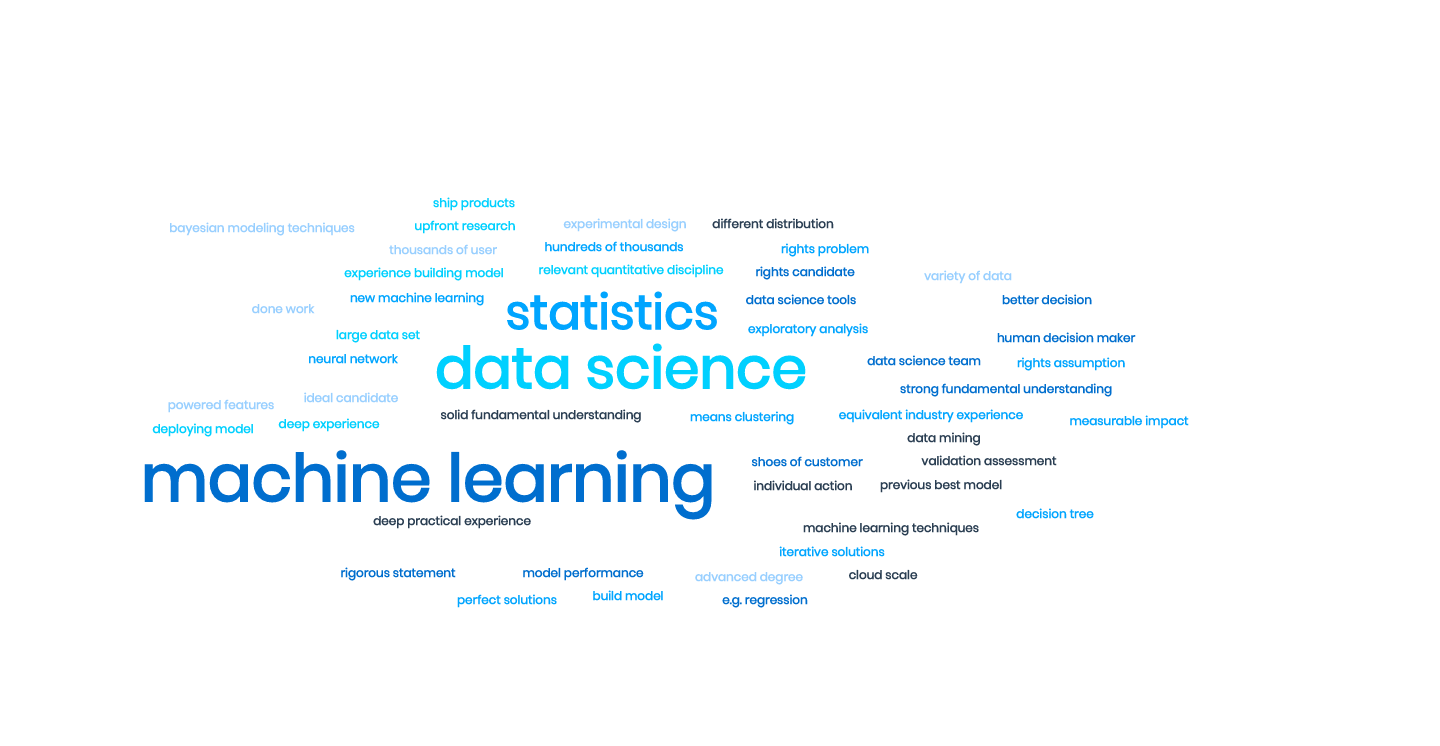 ship products
bayesian modeling techniques
upfront research
experimental design
different distribution
thousands of user
hundreds of thousands
rights problem
experience building model
relevant quantitative discipline
rights candidate
variety of data
new machine learning
statistics
data science tools
better decision
done work
large data set
exploratory analysis
human decision maker
neural network
data science
data science team
rights assumption
strong fundamental understanding
powered features
ideal candidate
solid fundamental understanding
means clustering
equivalent industry experience
measurable impact
deploying model
deep experience
data mining
machine learning
shoes of customer
validation assessment
individual action
previous best model
decision tree
deep practical experience
machine learning techniques
iterative solutions
rigorous statement
model performance
advanced degree
cloud scale
perfect solutions
build model
e.g. regression